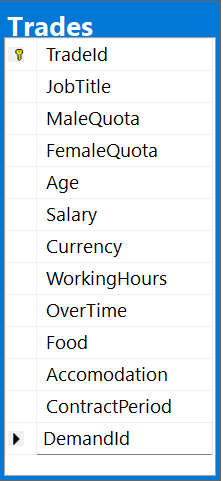 Trades
TradeId
JobTitle
MaleQuota
FemaleQuota
Age
Salary
Currency
WorkingHours
OverTime
Food
Accomodation
ContractPeriod
DemandId